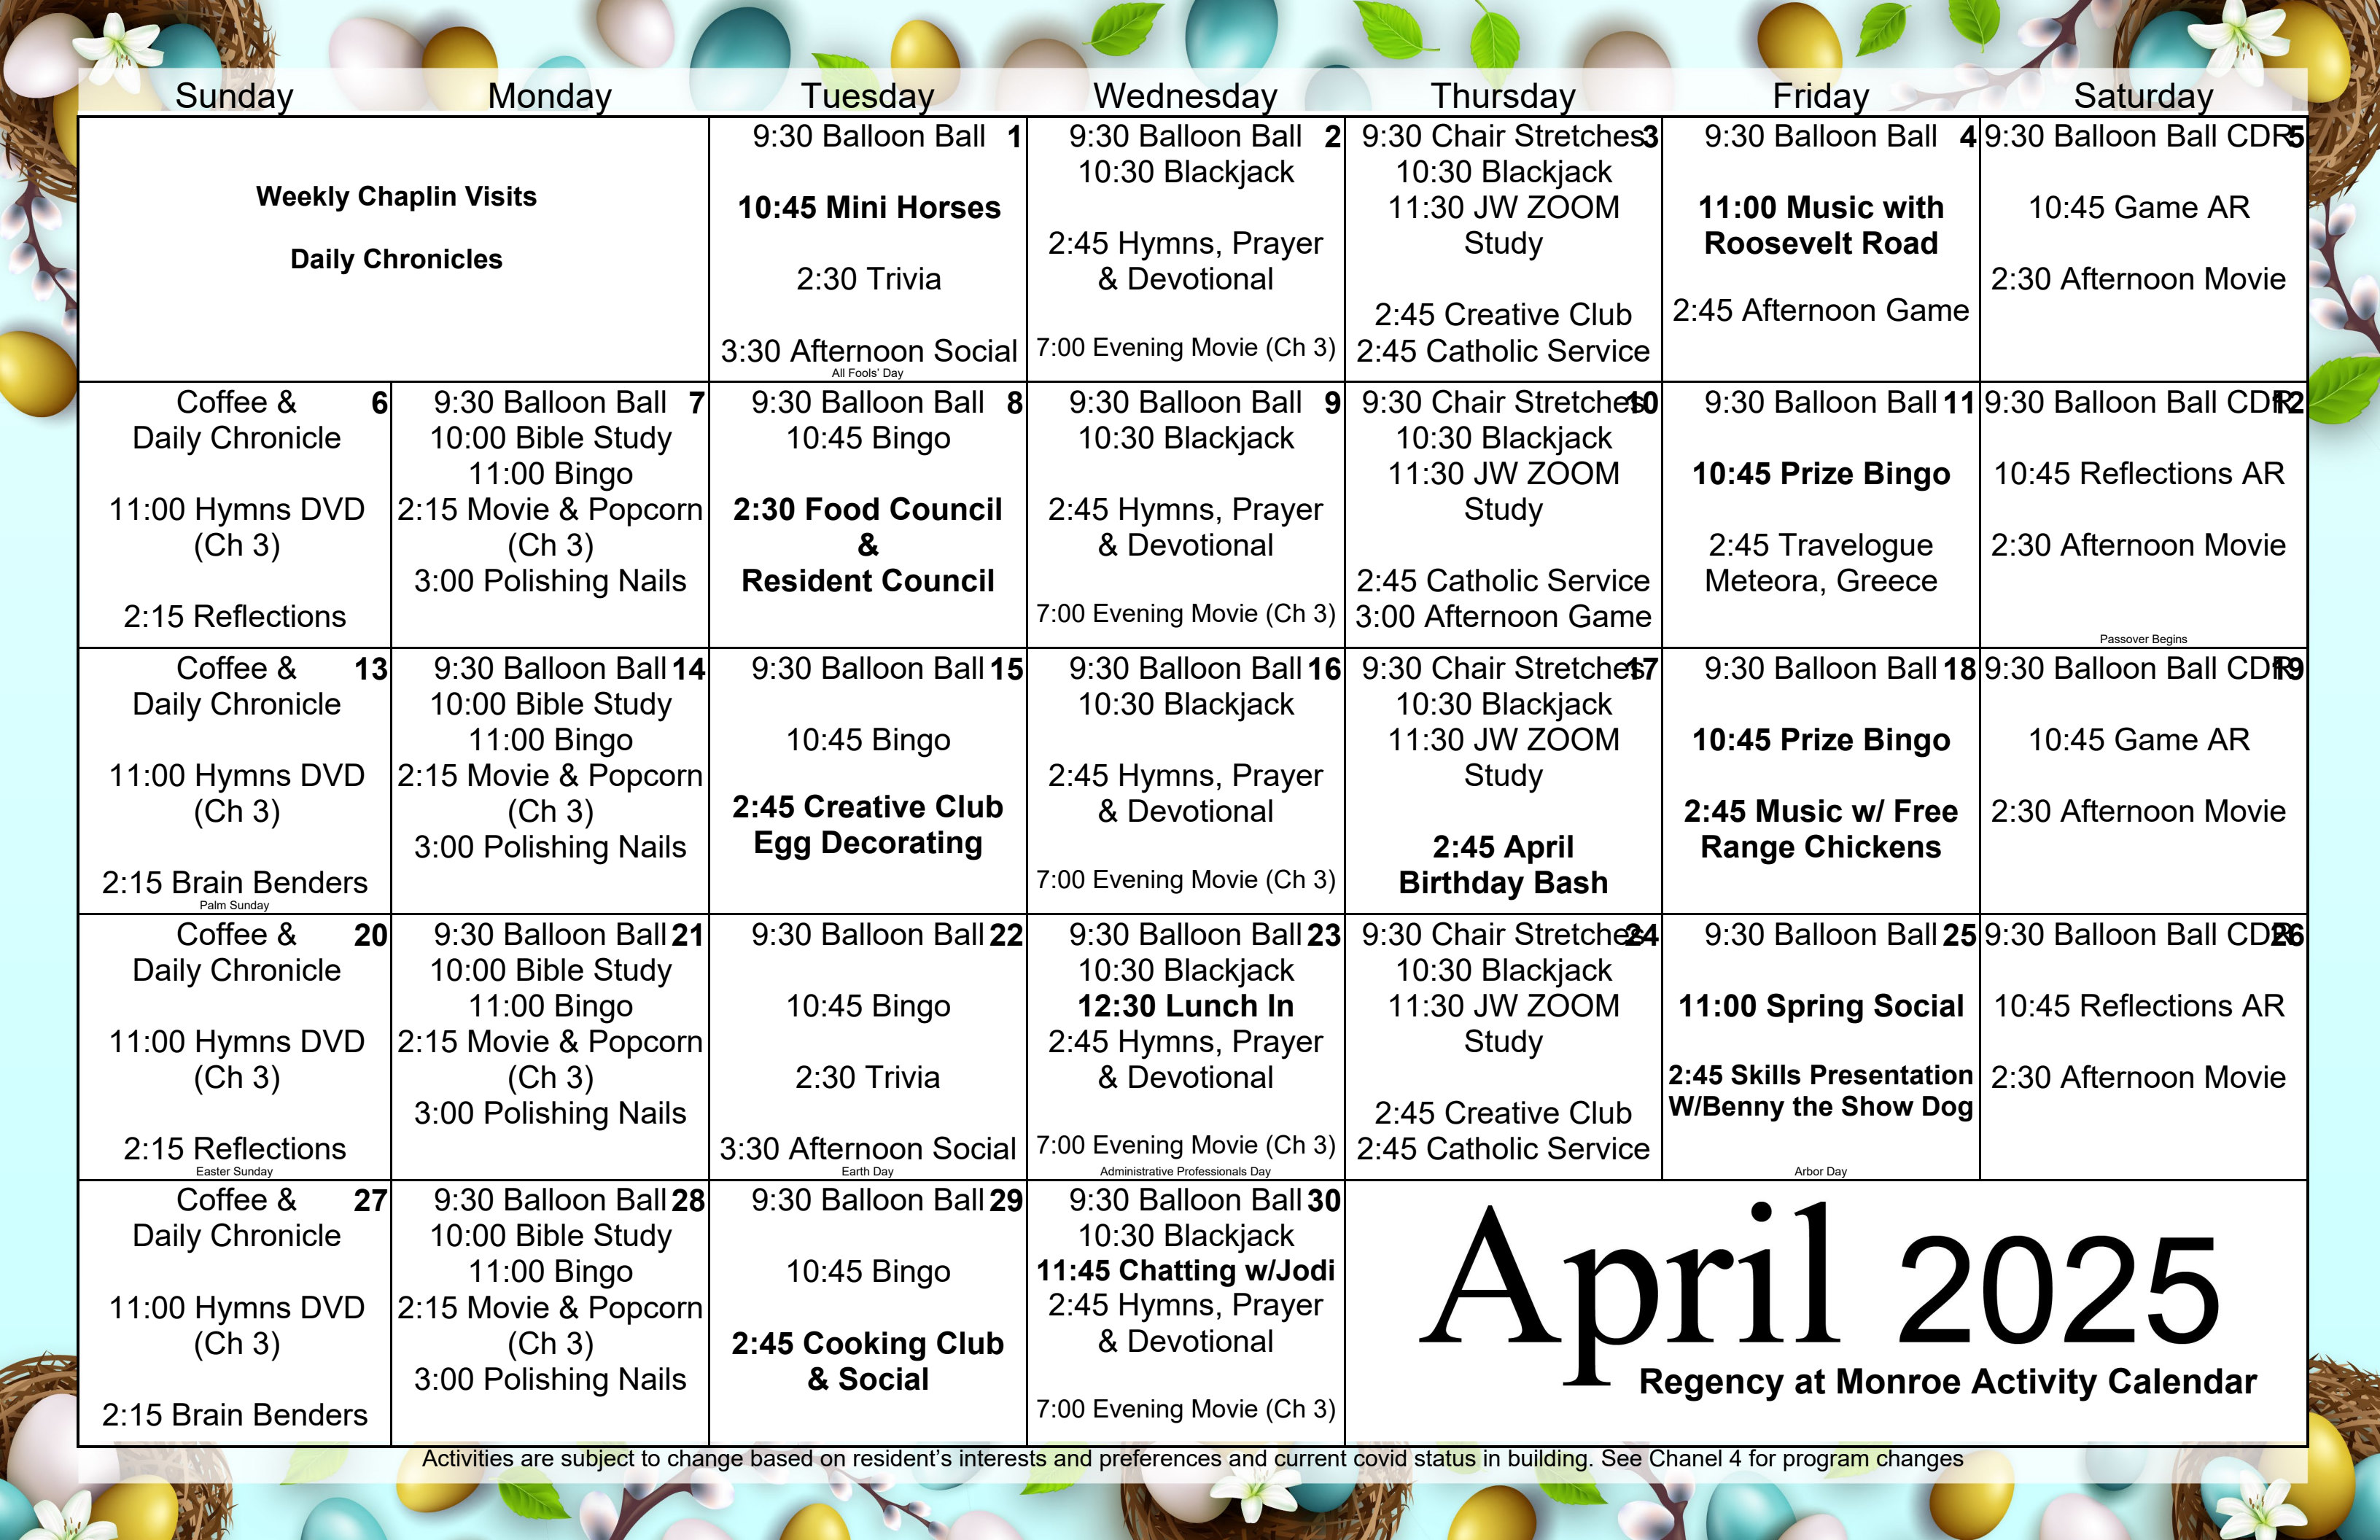 Sunday Monday Tuesday Wednesday Thursday Friday Saturday
Weekly Chaplin Visits
Daily Chronicles
9:30 Balloon Ball 1
10:45 Mini Horses
2:30 Trivia
3:30 Afternoon Social
All Fools' Day
9:30 Balloon Ball 2
10:30 Blackjack
2:45 Hymns, Prayer
& Devotional
7:00 Evening Movie (Ch 3)
9:30 Chair Stretches 3
10:30 Blackjack
11:30 JW ZOOM
Study
2:45 Creative Club
2:45 Catholic Service
9:30 Balloon Ball 4
11:00 Music with
Roosevelt Road
2:45 Afternoon Game
9:30 Balloon Ball CDR 5
10:45 Game AR
2:30 Afternoon Movie
Coffee & 6
Daily Chronicle
11:00 Hymns DVD
(Ch 3)
2:15 Reflections
9:30 Balloon Ball 7
10:00 Bible Study
11:00 Bingo
2:15 Movie & Popcorn
(Ch 3)
3:00 Polishing Nails
9:30 Balloon Ball 8
10:45 Bingo
2:30 Food Council
&
Resident Council
9:30 Balloon Ball 9
10:30 Blackjack
2:45 Hymns, Prayer
& Devotional
7:00 Evening Movie (Ch 3)
9:30 Chair Stretches 10
10:30 Blackjack
11:30 JW ZOOM
Study
2:45 Catholic Service
3:00 Afternoon Game
9:30 Balloon Ball 11
10:45 Prize Bingo
2:45 Travelogue
Meteora, Greece
9:30 Balloon Ball CDR 12
10:45 Reflections AR
2:30 Afternoon Movie
Passover Begins
Coffee & 13
Daily Chronicle
11:00 Hymns DVD
(Ch 3)
2:15 Brain Benders
Palm Sunday
9:30 Balloon Ball 14
10:00 Bible Study
11:00 Bingo
2:15 Movie & Popcorn
(Ch 3)
3:00 Polishing Nails
9:30 Balloon Ball 15
10:45 Bingo
2:45 Creative Club
Egg Decorating
9:30 Balloon Ball 16
10:30 Blackjack
2:45 Hymns, Prayer
& Devotional
7:00 Evening Movie (Ch 3)
9:30 Chair Stretches 17
10:30 Blackjack
11:30 JW ZOOM
Study
2:45 April
Birthday Bash
9:30 Balloon Ball 18
10:45 Prize Bingo
2:45 Music w/ Free
Range Chickens
9:30 Balloon Ball CDR 19
10:45 Game AR
2:30 Afternoon Movie
Coffee & 20
Daily Chronicle
11:00 Hymns DVD
(Ch 3)
2:15 Reflections
Easter Sunday
9:30 Balloon Ball 21
10:00 Bible Study
11:00 Bingo
2:15 Movie & Popcorn
(Ch 3)
3:00 Polishing Nails
9:30 Balloon Ball 22
10:45 Bingo
2:30 Trivia
3:30 Afternoon Social
Earth Day
9:30 Balloon Ball 23
10:30 Blackjack
12:30 Lunch In
2:45 Hymns, Prayer
& Devotional
7:00 Evening Movie (Ch 3)
Administrative Professionals Day
9:30 Chair Stretches 24
10:30 Blackjack
11:30 JW ZOOM
Study
2:45 Creative Club
2:45 Catholic Service
9:30 Balloon Ball 25
11:00 Spring Social
2:45 Skills Presentation
W/Benny the Show Dog
Arbor Day
9:30 Balloon Ball CDR 26
10:45 Reflections AR
2:30 Afternoon Movie
Coffee & 27
Daily Chronicle
11:00 Hymns DVD
(Ch 3)
2:15 Brain Benders
9:30 Balloon Ball 28
10:00 Bible Study
11:00 Bingo
2:15 Movie & Popcorn
(Ch 3)
3:00 Polishing Nails
9:30 Balloon Ball 29
10:45 Bingo
2:45 Cooking Club
& Social
9:30 Balloon Ball 30
10:30 Blackjack
11:45 Chatting w/Jodi
2:45 Hymns, Prayer
& Devotional
7:00 Evening Movie (Ch 3)
April 2025
Regency at Monroe Activity Calendar
Activities are subject to change based on resident's interests and preferences and current covid status in building. See Chanel 4 for program changes